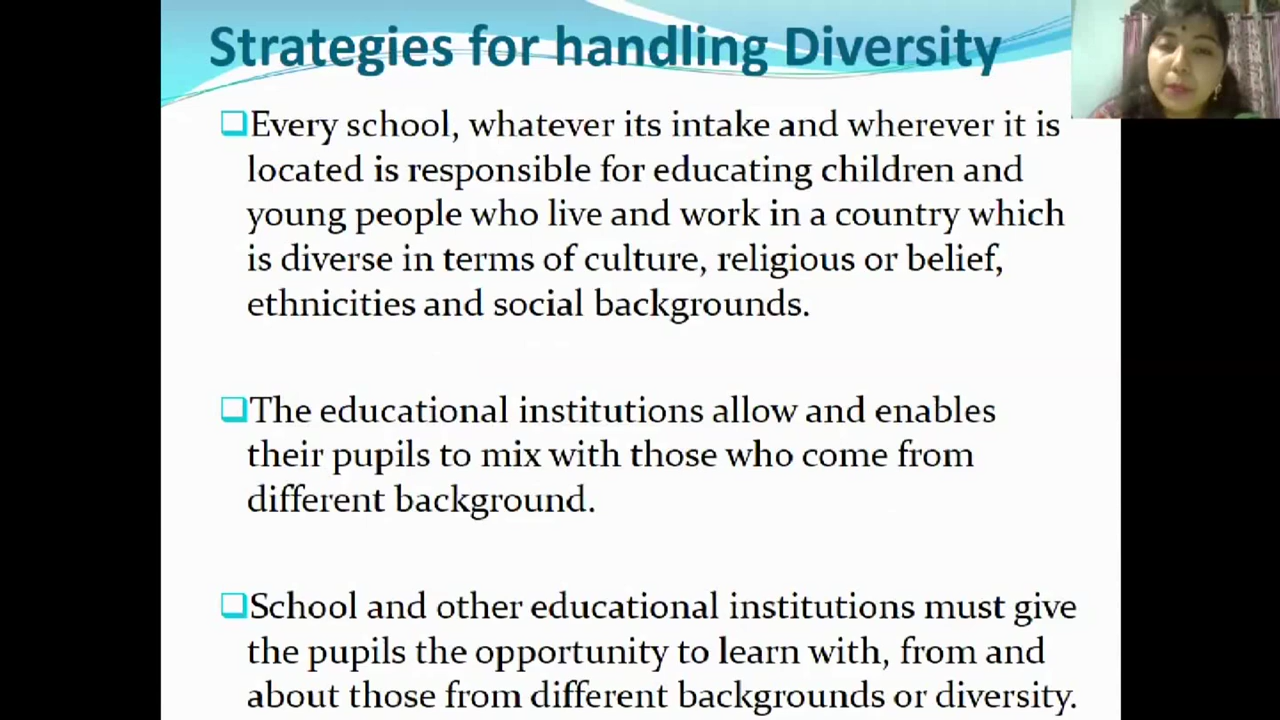 Strategies for handling Diversity
Every school, whatever its intake and wherever it is
located is responsible for educating children and
young people who live and work in a country which
is diverse in terms of culture, religious or belief,
ethnicities and social backgrounds.
The educational institutions allow and enables
their pupils to mix with those who come from
different background.
School and other educational institutions must give
the pupils the opportunity to learn with, from and
about those from different backgrounds or diversity.